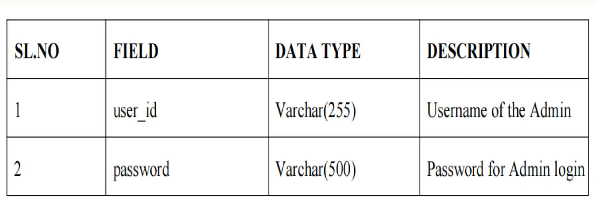 SL.NO FIELD DATA TYPE DESCRIPTION
1 user_id Varchar(255) Username of the Admin
2 password Varchar(500) Password for Admin login